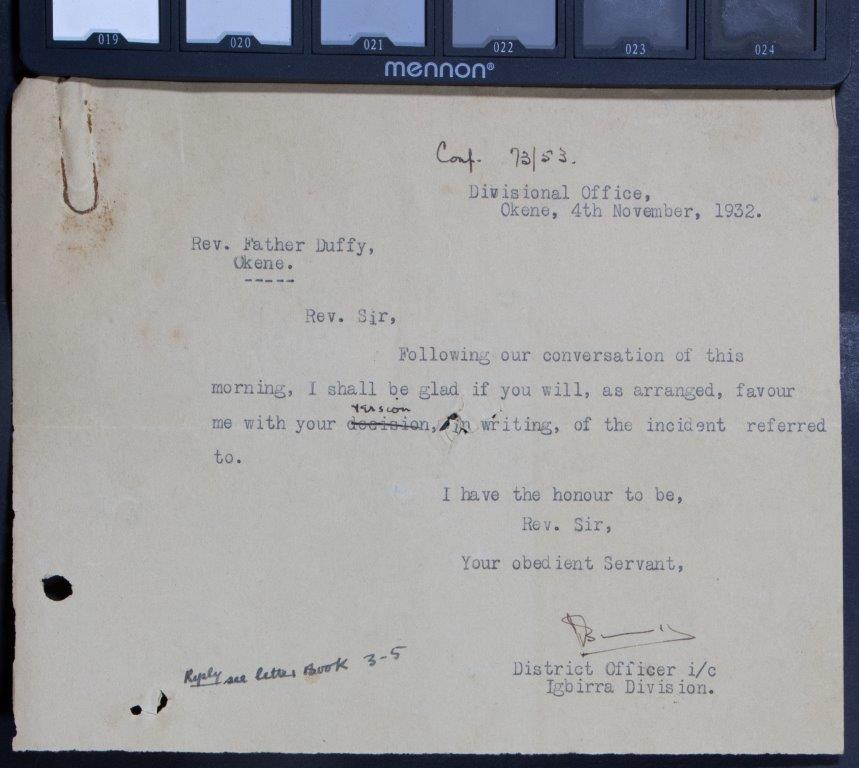 019 020 021 022 023 024
mennon®
Conf. 73/53.
Divisional Office,
Okene, 4th November, 1932.
Rev. Father Duffy,
Okene.
-----
Rev. Sir,
Following our conversation of this
morning, I shall be glad if you will, as arranged, favour
version
me with your decision, in writing, of the incident referred
to.
I have the honour to be,
Rev. Sir,
Your obedient Servant,
District Officer i/c
Igbirra Division.
Reply see letter Book 3-5